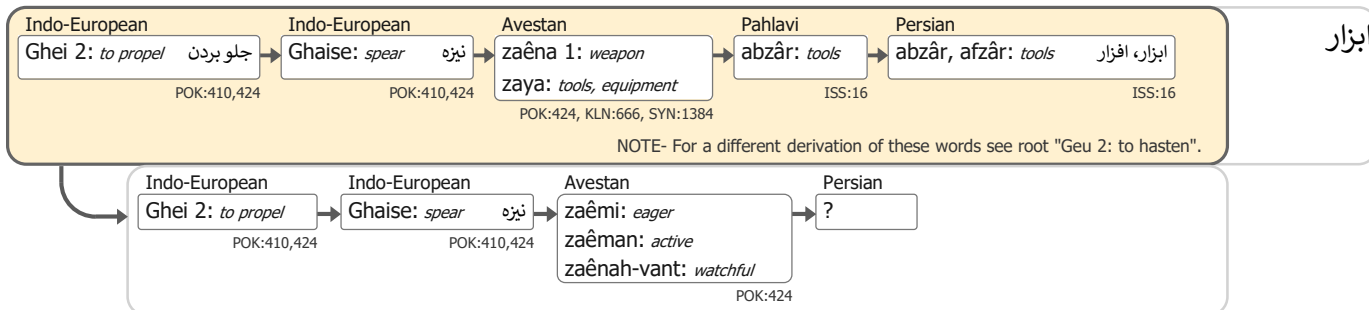 Indo-European Indo-European Avestan Pahlavi Persian
Ghei 2: to propel جلو بردن Ghaise: spear نیزه zaêna 1: weapon abzâr: tools abzâr, afzâr: tools ابزار، افزار ابزار
zaya: tools, equipment
POK:410,424 POK:410,424 ISS:16 ISS:16
POK:424, KLN:666, SYN:1384
NOTE- For a different derivation of these words see root "Geu 2: to hasten".
Indo-European Indo-European Avestan Persian
Ghei 2: to propel Ghaise: spear نیزه zaêmi: eager ?
zaêman: active
POK:410,424 POK:410,424
zaênah-vant: watchful
POK:424